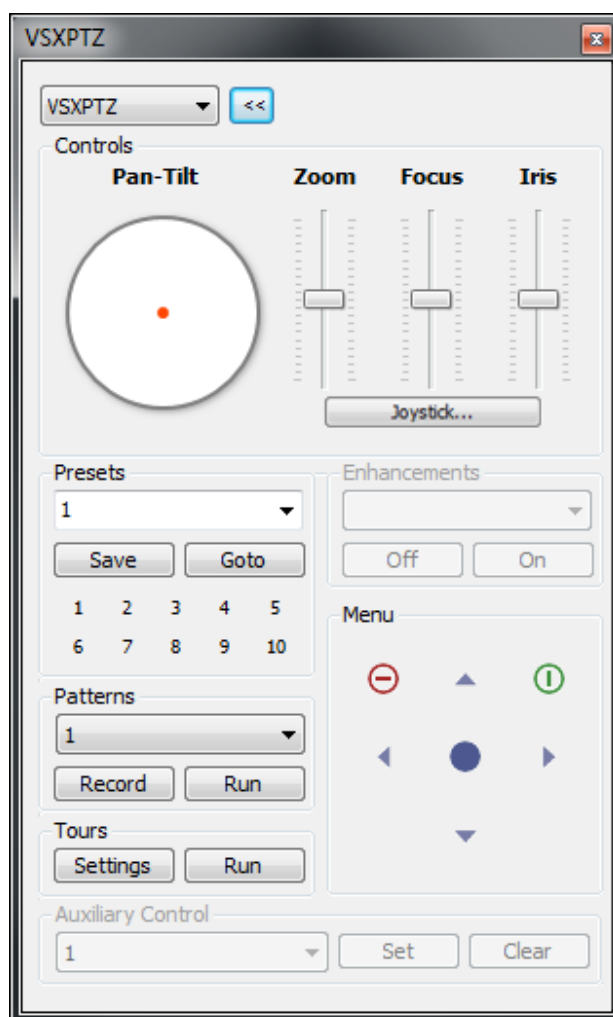 VSXPTZ
VSXPTZ <<
Controls
Pan-Tilt Zoom Focus Iris
Joystick...
Presets
1
Save Goto
1 2 3 4 5
6 7 8 9 10
Enhancements
Off On
Menu
Patterns
1
Record Run
Tours
Settings Run
Auxiliary Control
1 Set Clear